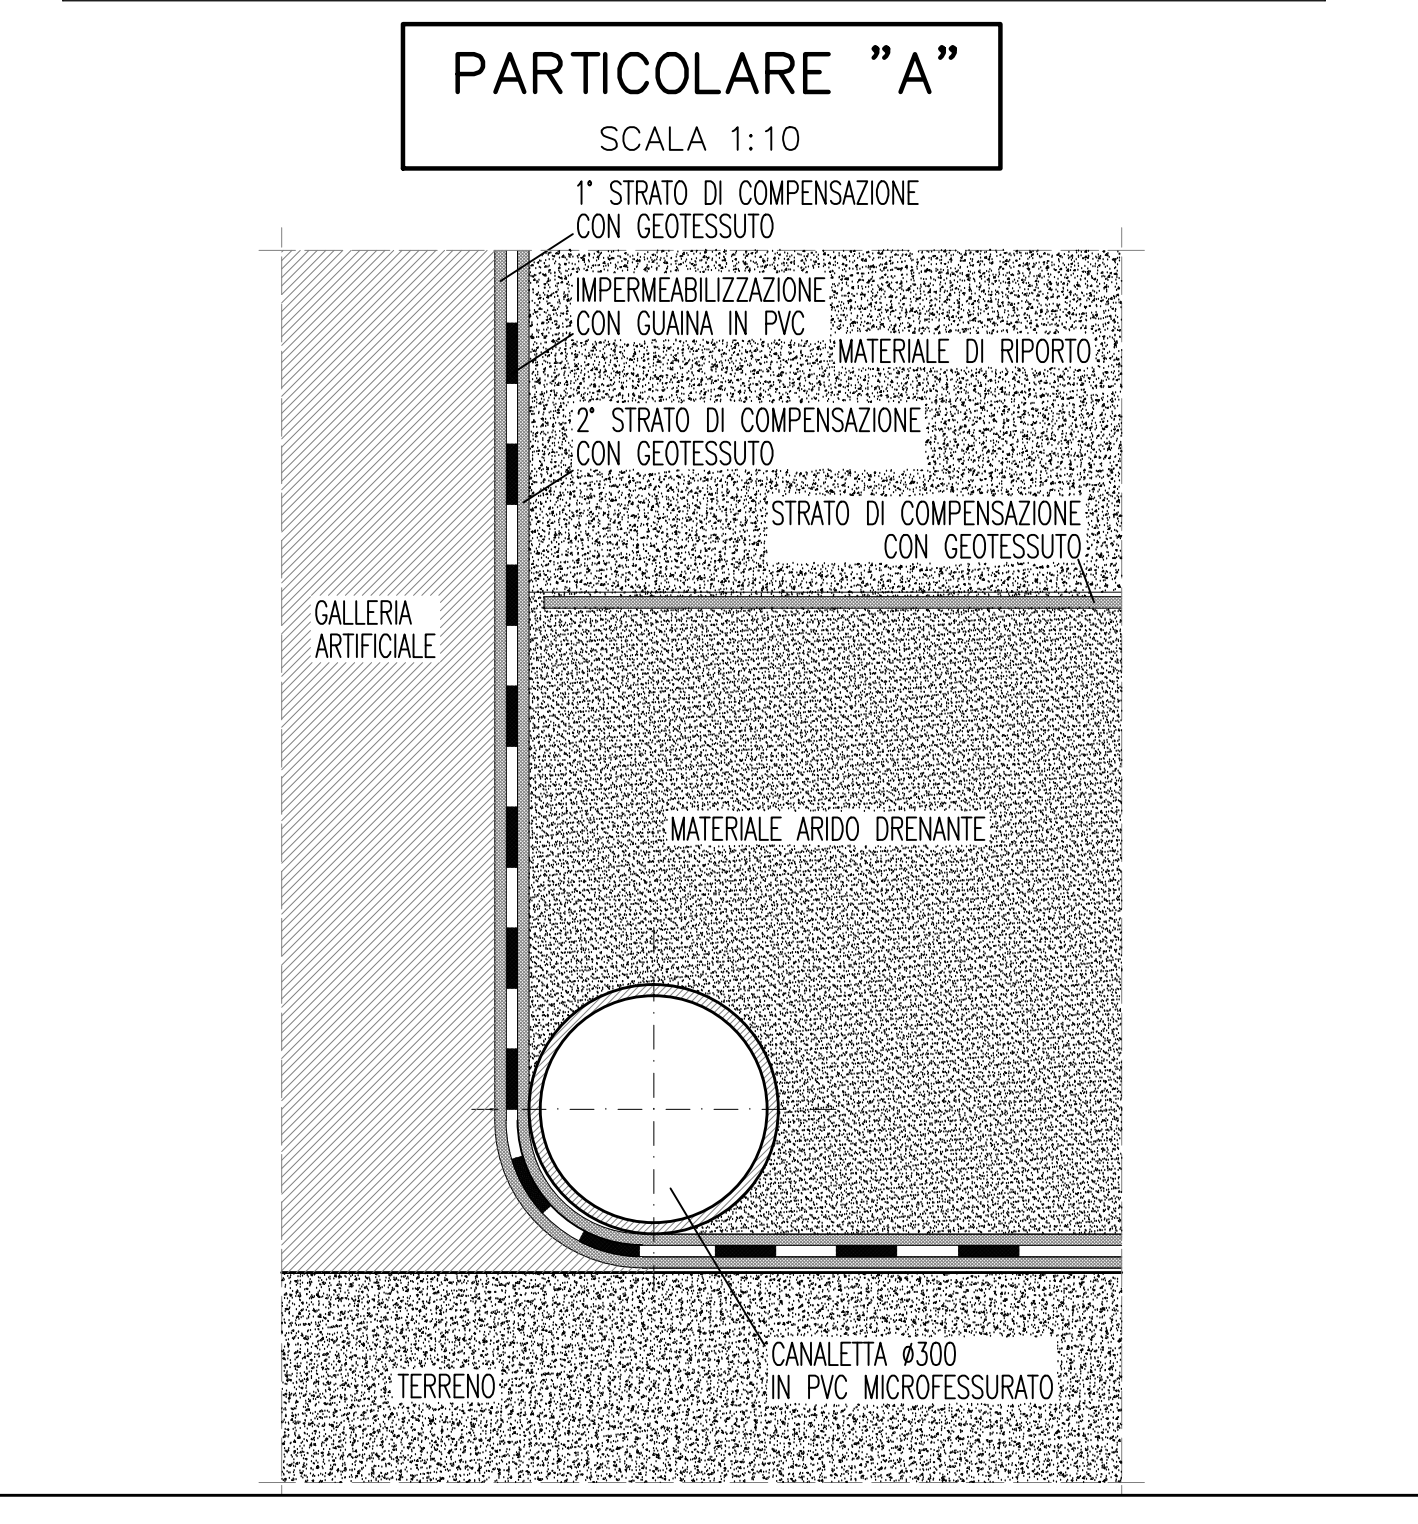 PARTICOLARE "A"
SCALA 1:10
1° STRATO DI COMPENSAZIONE
CON GEOTESSUTO
IMPERMEABILIZZAZIONE
CON GUAINA IN PVC
MATERIALE DI RIPORTO
2° STRATO DI COMPENSAZIONE
CON GEOTESSUTO
STRATO DI COMPENSAZIONE
CON GEOTESSUTO
GALLERIA
ARTIFICIALE
MATERIALE ARIDO DRENANTE
CANALETTA Ø300
IN PVC MICROFESSURATO
TERRENO